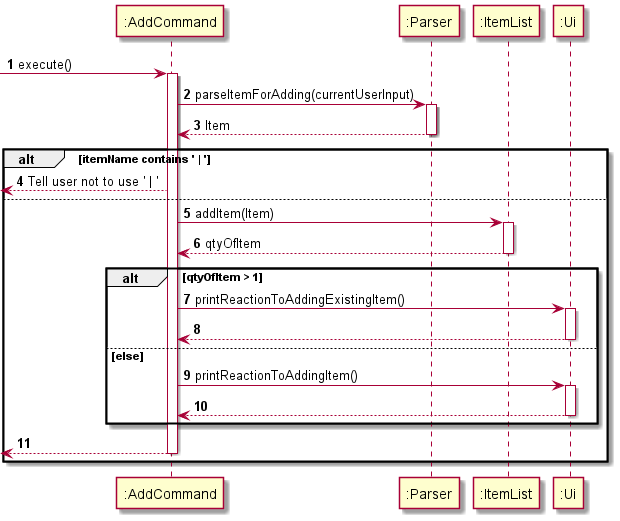 :AddCommand :Parser :ItemList :Ui
1 execute()
2 parseItemForAdding(currentUserInput)
3 Item
alt [itemName contains ' | ']
4 Tell user not to use ' | '
5 addItem(Item)
6 qtyOfItem
alt [qtyOfItem > 1]
7 printReactionToAddingExistingItem()
8
[else]
9 printReactionToAddingItem()
10
11
:AddCommand :Parser :ItemList :Ui